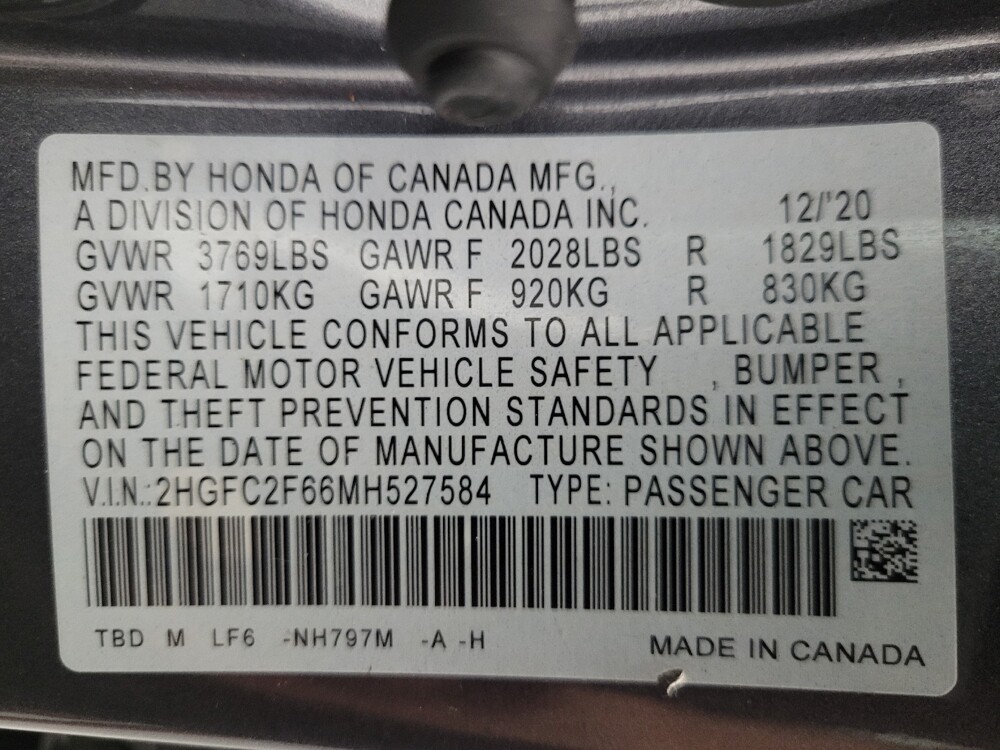 MFD.BY HONDA OF CANADA MFG.,
A DIVISION OF HONDA CANADA INC. 12/'20
GVWR 3769LBS GAWR F 2028LBS R 1829LBS
GVWR 1710KG GAWR F 920KG R 830KG
THIS VEHICLE CONFORMS TO ALL APPLICABLE
FEDERAL MOTOR VEHICLE SAFETY , BUMPER ,
AND THEFT PREVENTION STANDARDS IN EFFECT
ON THE DATE OF MANUFACTURE SHOWN ABOVE.
V.I.N.:2HGFC2F66MH527584 TYPE: PASSENGER CAR
TBD M LF6 -NH797M -A -H MADE IN CANADA